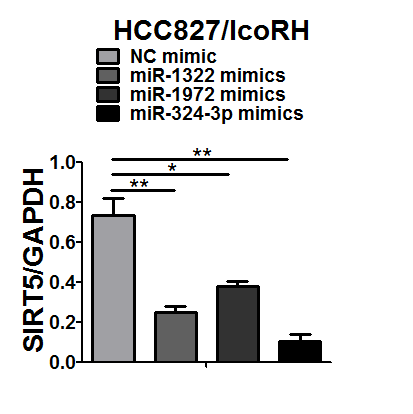 HCC827/IcoRH
NC mimic
miR-1322 mimics
miR-1972 mimics
miR-324-3p mimics
SIRT5/GAPDH
1.0
0.8
0.6
0.4
0.2
0.0
**
*
**